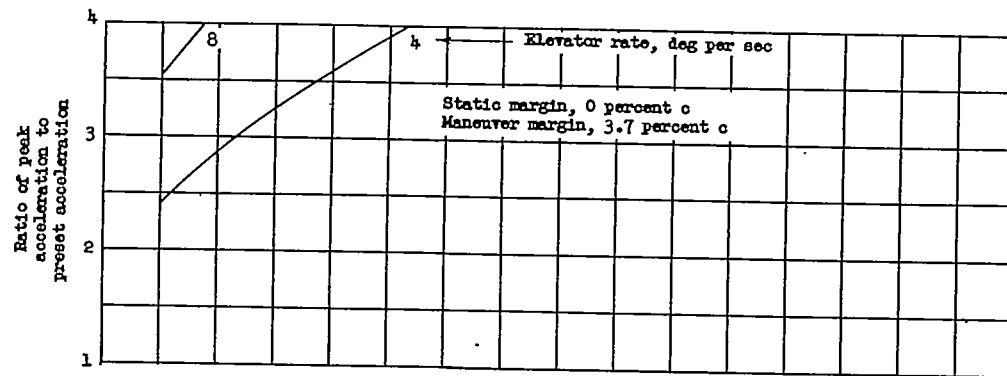 4
8
4
Elevator rate, deg per sec
Static margin, 0 percent c
Maneuver margin, 3.7 percent c
3
Ratio of peak
acceleration to
preset acceleration
2
1